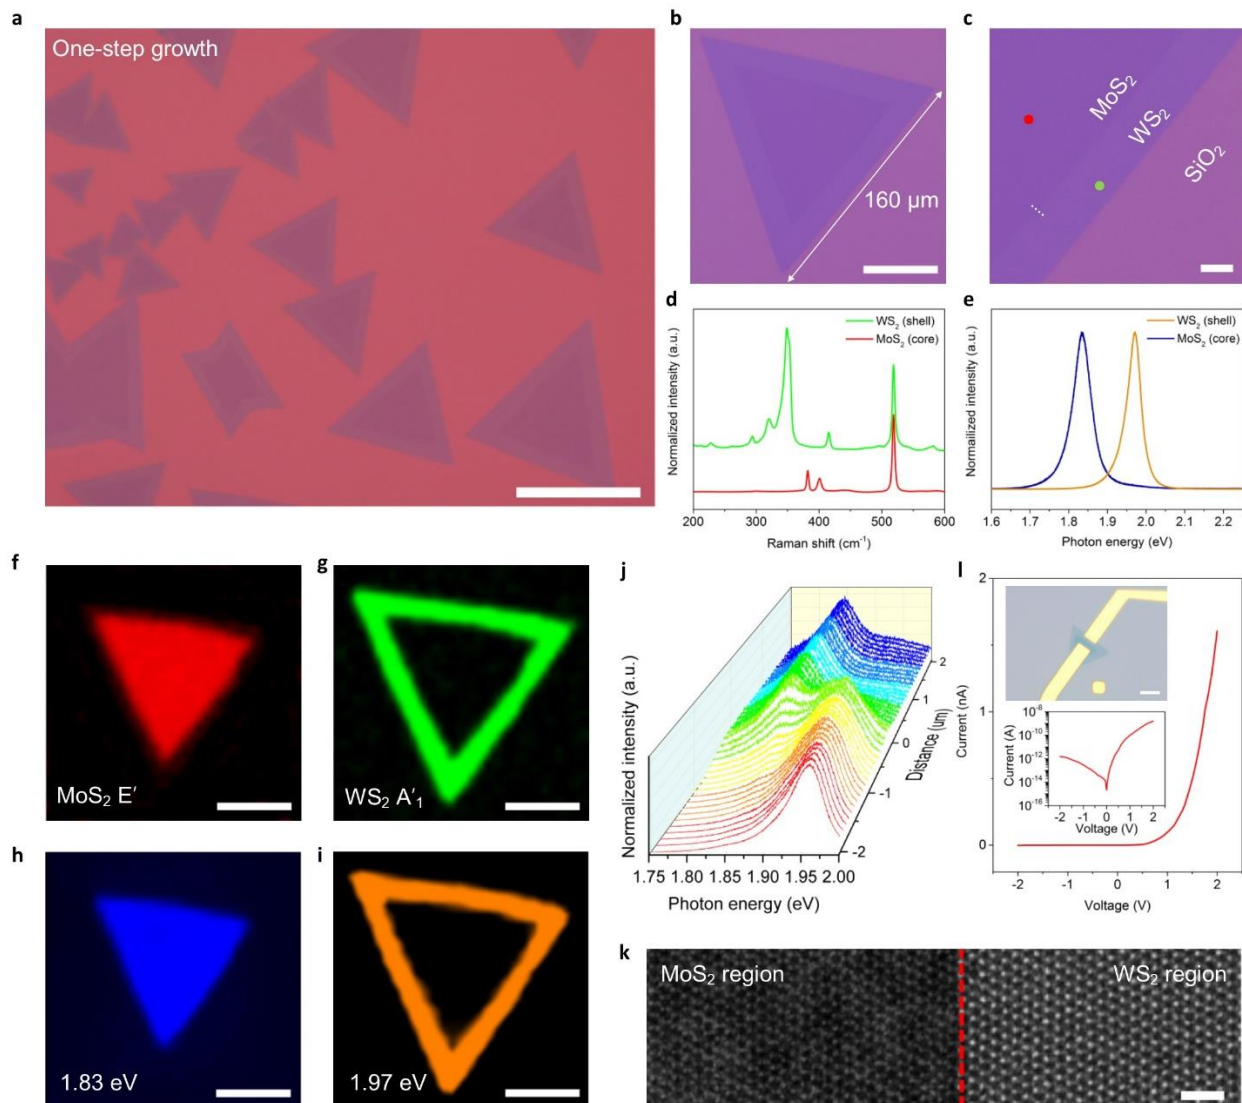 a
One-step growth
b
160 µm
c
MoS₂
WS₂
SiO₂
d
WS₂ (shell)
MoS₂ (core)
Normalized intensity (a.u.)
200 300 400 500 600
Raman shift (cm⁻¹)
e
WS₂ (shell)
MoS₂ (core)
Normailized intensity (a.u.)
1.6 1.7 1.8 1.9 2.0 2.1 2.2
Photon energy (eV)
f
MoS₂ E′
g
WS₂ A′₁
h
1.83 eV
i
1.97 eV
j
Normalized intensity (a.u.)
1.75 1.80 1.85 1.90 1.95 2.00
Photon energy (eV)
2
1
0
-1
-2
Distance (um)
l
2
1
0
Current (nA)
-2 -1 0 1 2
Voltage (V)
10⁻⁸
10⁻¹⁰
10⁻¹²
10⁻¹⁴
10⁻¹⁶
Current (A)
-2 -1 0 1 2
Voltage (V)
k
MoS₂ region
WS₂ region